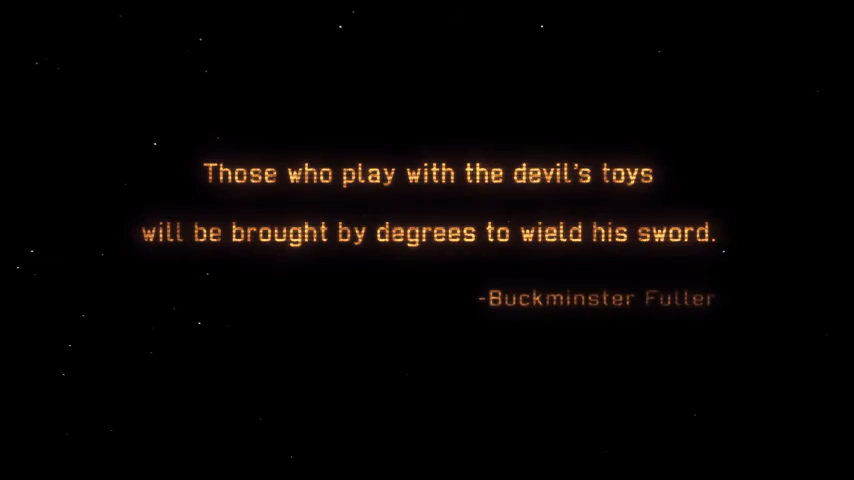 Those who play with the devil's toys
will be brought by degrees to wield his sword.
-Buckminster Fuller